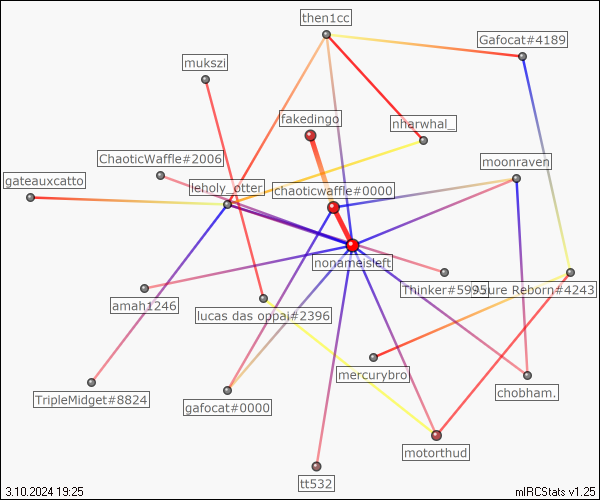 then1cc
Gafocat#4189
mukszi
fakedingo
nharwhal_
ChaoticWaffle#2006
moonraven
gateauxcatto
leholy_otter
chaoticwaffle#0000
nonameisleft
Thinker#5995
sure Reborn#4243
amah1246
lucas das oppai#2396
mercurybro
chobham.
TripleMidget#8824
gafocat#0000
motorthud
tt532
3.10.2024 19:25
mIRCStats v1.25